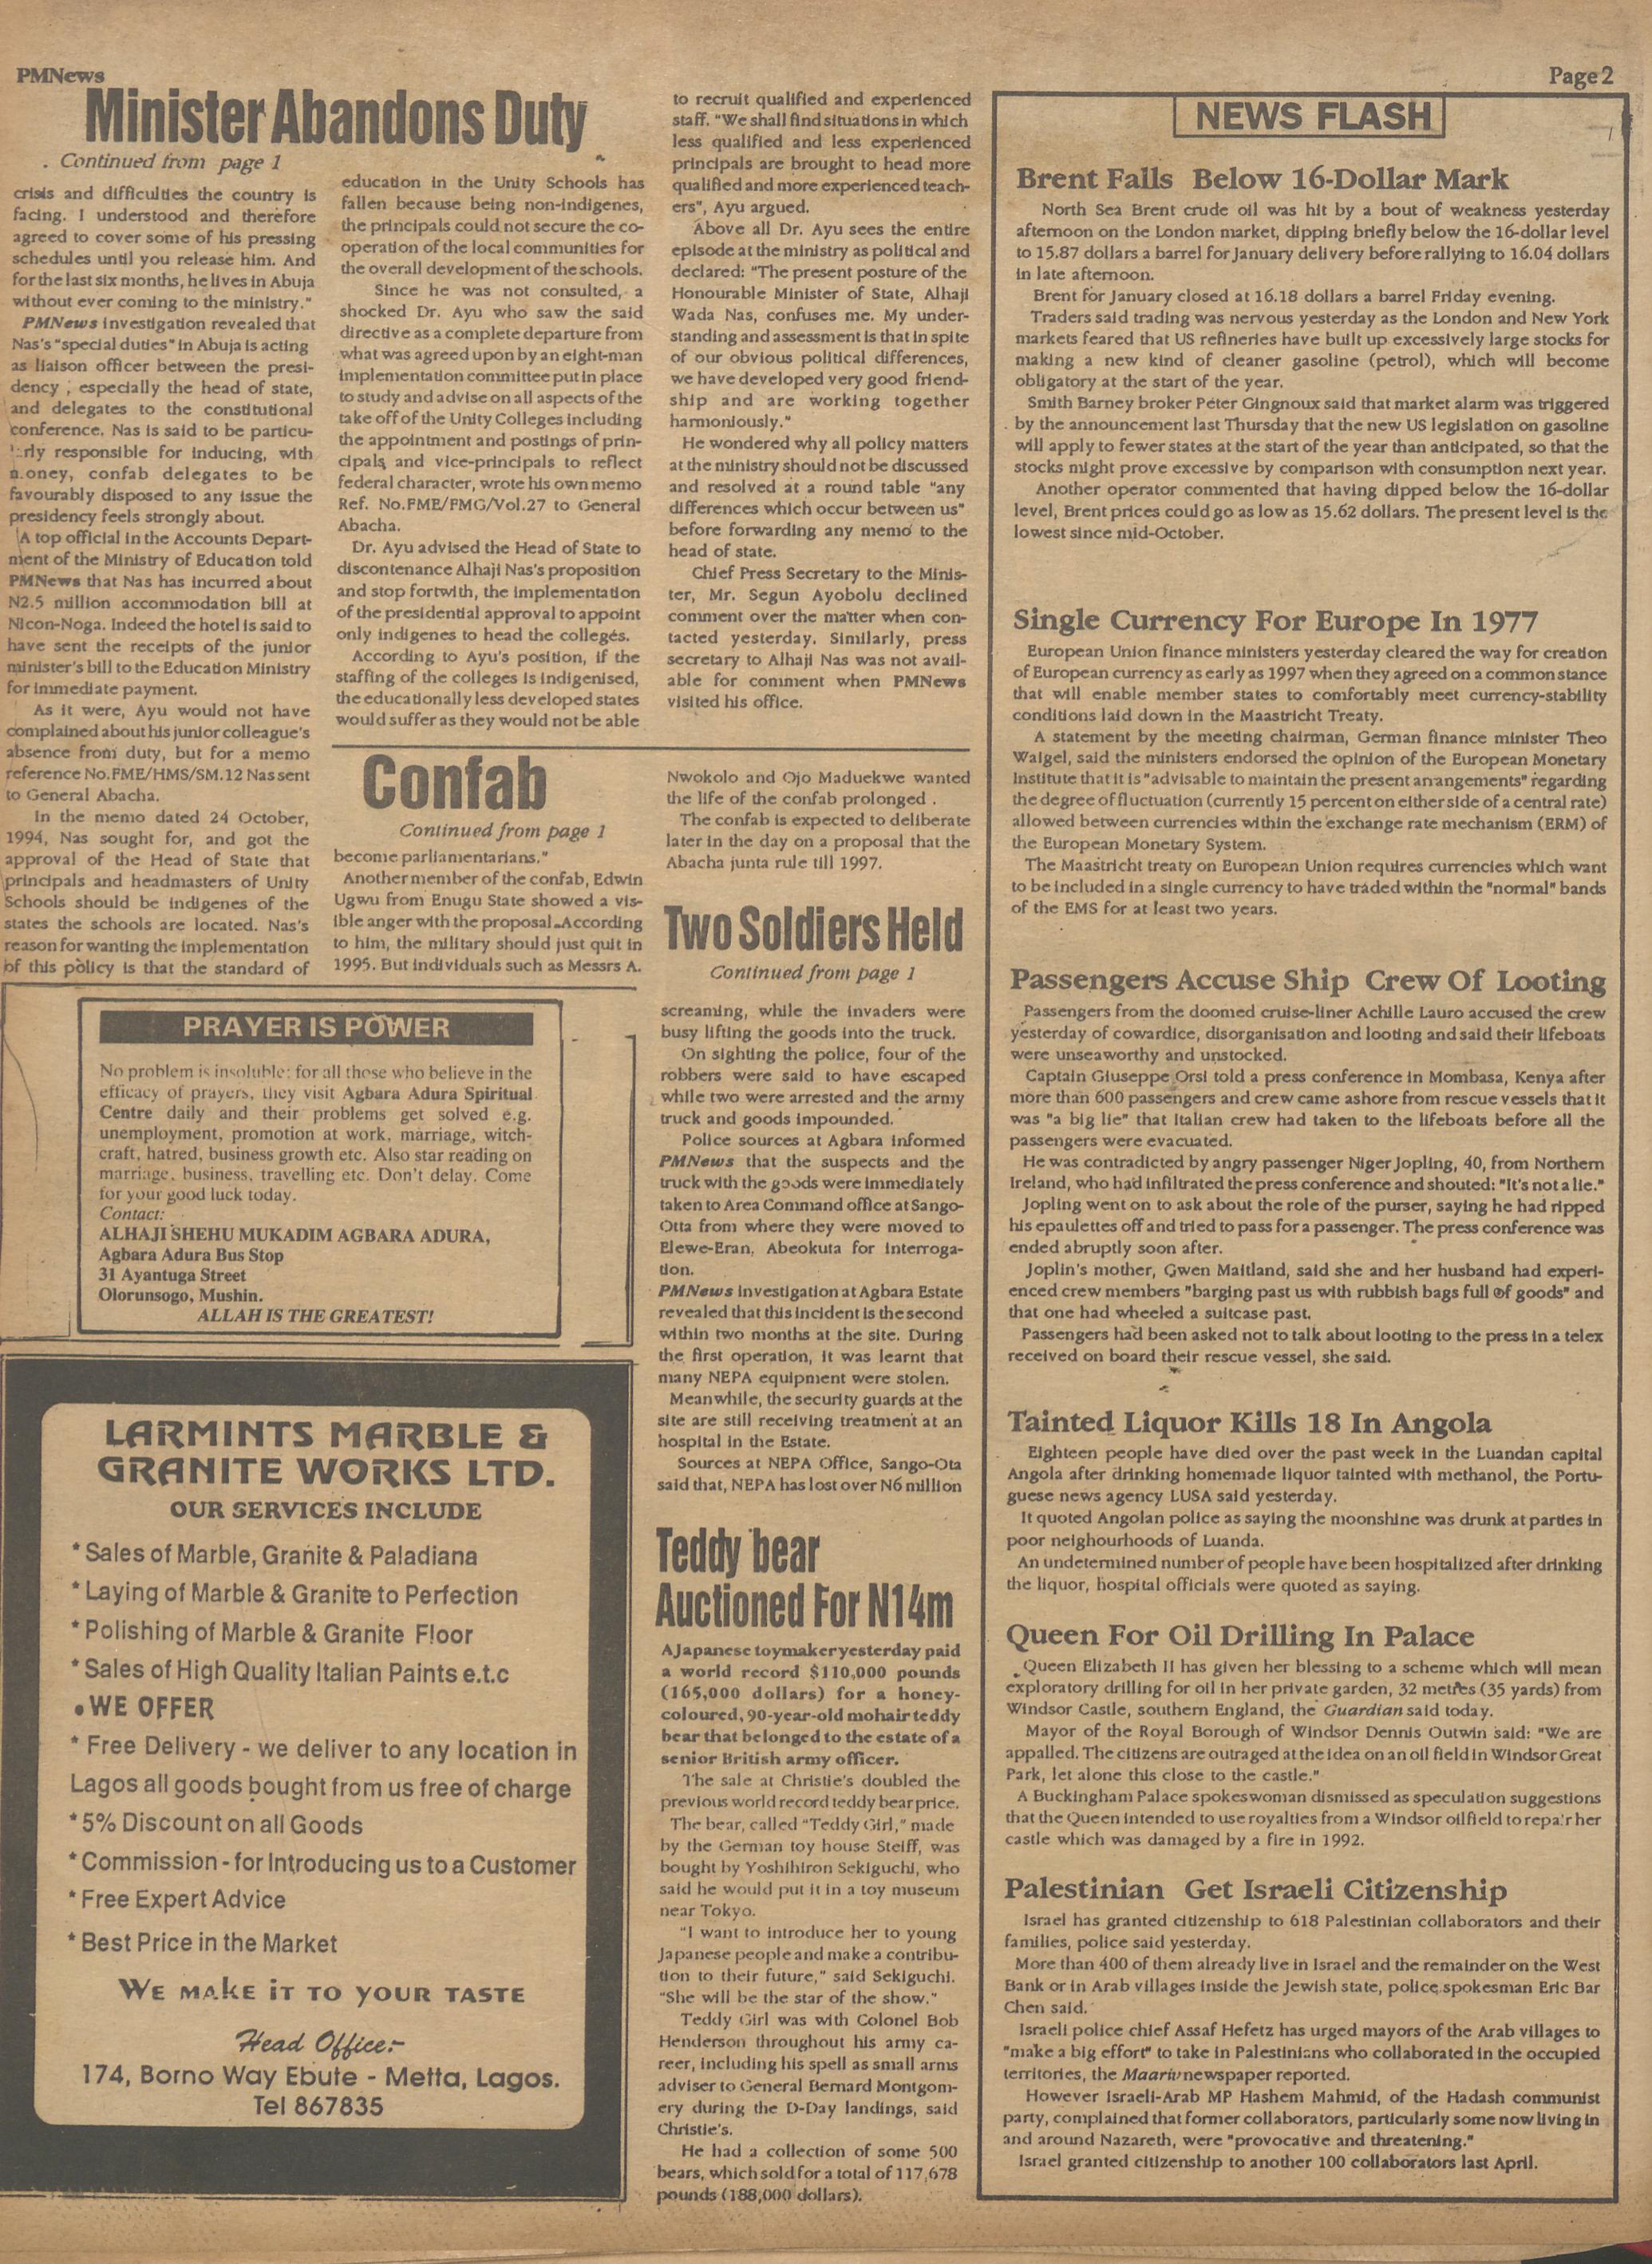 PMNews
Page 2
Minister Abandons Duty
Continued from page 1
crisis and difficulties the country is
facing. I understood and therefore
agreed to cover some of his pressing
schedules until you release him. And
for the last six months, he lives in Abuja
without ever coming to the ministry."
PMNews investigation revealed that
Nas's "special duties" in Abuja is acting
as liaison officer between the presi-
dency , especially the head of state,
and delegates to the constitutional
conference. Nas is said to be particu-
rly responsible for inducing, with
oney, confab delegates to be
favourably disposed to any issue the
presidency feels strongly about.
A top official in the Accounts Depart-
ment of the Ministry of Education told
PMNews that Nas has incurred about
N2.5 million accommodation bill at
Nicon-Noga. Indeed the hotel is said to
have sent the receipts of the junior
minister's bill to the Education Ministry
for immediate payment.
As it were, Ayu would not have
complained about his junior colleague's
absence from duty, but for a memo
reference No.FME/HMS/SM.12 Nas sent
to General Abacha.
In the memo dated 24 October,
1994, Nas sought for, and got the
approval of the Head of State that
principals and headmasters of Unity
Schools should be indigenes of the
states the schools are located. Nas's
reason for wanting the implementation
of this policy is that the standard of
education in the Unity Schools has
fallen because being non-indigenes,
the principals could not secure the co-
operation of the local communities for
the overall development of the schools.
Since he was not consulted, a
shocked Dr. Ayu who saw the said
directive as a complete departure from
what was agreed upon by an eight-man
implementation committee put in place
to study and advise on all aspects of the
take off of the Unity Colleges including
the appointment and postings of prin-
cipals and vice-principals to reflect
federal character, wrote his own memo
Ref. No.FME/FMG/Vol.27 to General
Abacha.
Dr. Ayu advised the Head of State to
discontenance Alhaji Nas's proposition
and stop fortwith, the implementation
of the presidential approval to appoint
only indigenes to head the colleges.
According to Ayu's position, if the
staffing of the colleges is indigenised,
the educationally less developed states
would suffer as they would not be able
to recruit qualified and experienced
staff. "We shall find situations in which
less qualified and less experienced
principals are brought to head more
qualified and more experienced teach-
ers", Ayu argued.
Above all Dr. Ayu sees the entire
episode at the ministry as political and
declared: "The present posture of the
Honourable Minister of State, Alhaji
Wada Nas, confuses me. My under-
standing and assessment is that in spite
of our obvious political differences,
we have developed very good friend-
ship and are working together
harmoniously."
He wondered why all policy matters
at the ministry should not be discussed
and resolved at a round table "any
differences which occur between us"
before forwarding any memo to the
head of state.
Chief Press Secretary to the Minis-
ter, Mr. Segun Ayobolu declined
comment over the matter when con-
tacted yesterday. Similarly, press
secretary to Alhaji Nas was not avail-
able for comment when PMNews
visited his office.
Confab
Continued from page 1
become parliamentarians."
Another member of the confab, Edwin
Ugwu from Enugu State showed a vis-
ible anger with the proposal. According
to him, the military should just quit in
1995. But individuals such as Messrs A.
Nwokolo and Ojo Maduekwe wanted
the life of the confab prolonged .
The confab is expected to deliberate
later in the day on a proposal that the
Abacha junta rule till 1997.
Two Soldiers Held
Continued from page 1
screaming, while the invaders were
busy lifting the goods into the truck.
On sighting the police, four of the
robbers were said to have escaped
while two were arrested and the army
truck and goods impounded.
Police sources at Agbara informed
PMNews that the suspects and the
truck with the goods were immediately
taken to Area Command office at Sango-
Otta from where they were moved to
Elewe-Eran, Abeokuta for interroga-
tion.
PMNews investigation at Agbara Estate
revealed that this incident is the second
within two months at the site. During
the first operation, it was learnt that
many NEPA equipment were stolen.
Meanwhile, the security guards at the
site are still receiving treatment at an
hospital in the Estate.
Sources at NEPA Office, Sango-Ota
said that, NEPA has lost over N6 million
Teddy bear
Auctioned For N14m
A Japanese toymaker yesterday paid
a world record $110,000 pounds
(165,000 dollars) for a honey-
coloured, 90-year-old mohair teddy
bear that belonged to the estate of a
senior British army officer.
The sale at Christie's doubled the
previous world record teddy bear price.
The bear, called "Teddy Girl," made
by the German toy house Steiff, was
bought by Yoshihiron Sekiguchi, who
said he would put it in a toy museum
near Tokyo.
"I want to introduce her to young
Japanese people and make a contribu-
tion to their future," said Sekiguchi.
"She will be the star of the show."
Teddy Girl was with Colonel Bob
Henderson throughout his army ca-
reer, including his spell as small arms
adviser to General Bernard Montgom-
ery during the D-Day landings, said
Christie's.
He had a collection of some 500
bears, which sold for a total of 117,678
pounds (188,000 dollars).
PRAYER IS POWER
No problem is insoluble: for all those who believe in the
efficacy of prayers, they visit Agbara Adura Spiritual
Centre daily and their problems get solved e.g.
unemployment, promotion at work, marriage, witch-
craft, hatred, business growth etc. Also star reading on
marriage, business, travelling etc. Don't delay. Come
for your good luck today.
Contact:
ALHAJI SHEHU MUKADIM AGBARA ADURA,
Agbara Adura Bus Stop
31 Ayantuga Street
Olorunsogo, Mushin.
ALLAH IS THE GREATEST!
LARMINTS MARBLE &
GRANITE WORKS LTD.
OUR SERVICES INCLUDE
* Sales of Marble, Granite & Paladiana
* Laying of Marble & Granite to Perfection
* Polishing of Marble & Granite Floor
* Sales of High Quality Italian Paints e.t.c
. WE OFFER
* Free Delivery - we deliver to any location in
Lagos all goods bought from us free of charge
* 5% Discount on all Goods
* Commission - for Introducing us to a Customer
* Free Expert Advice
* Best Price in the Market
WE MAKE IT TO YOUR TASTE
Head Office:-
174, Borno Way Ebute - Metta, Lagos.
Tel 867835
NEWS FLASH
Brent Falls Below 16-Dollar Mark
North Sea Brent crude oil was hit by a bout of weakness yesterday
afternoon on the London market, dipping briefly below the 16-dollar level
to 15.87 dollars a barrel for January delivery before rallying to 16.04 dollars
in late afternoon.
Brent for January closed at 16.18 dollars a barrel Friday evening.
Traders said trading was nervous yesterday as the London and New York
markets feared that US refineries have built up excessively large stocks for
making a new kind of cleaner gasoline (petrol), which will become
obligatory at the start of the year.
Smith Barney broker Peter Gingnoux said that market alarm was triggered
by the announcement last Thursday that the new US legislation on gasoline
will apply to fewer states at the start of the year than anticipated, so that the
stocks might prove excessive by comparison with consumption next year.
Another operator commented that having dipped below the 16-dollar
level, Brent prices could go as low as 15.62 dollars. The present level is the
lowest since mid-October.
Single Currency For Europe In 1977
European Union finance ministers yesterday cleared the way for creation
of European currency as early as 1997 when they agreed on a common stance
that will enable member states to comfortably meet currency-stability
conditions laid down in the Maastricht Treaty.
A statement by the meeting chairman, German finance minister Theo
Waigel, said the ministers endorsed the opinion of the European Monetary
Institute that it is "advisable to maintain the present arrangements" regarding
the degree of fluctuation (currently 15 percent on either side of a central rate)
allowed between currencies within the exchange rate mechanism (ERM) of
the European Monetary System.
The Maastricht treaty on European Union requires currencies which want
to be included in a single currency to have traded within the "normal" bands
of the EMS for at least two years.
Passengers Accuse Ship Crew Of Looting
Passengers from the doomed cruise-liner Achille Lauro accused the crew
yesterday of cowardice, disorganisation and looting and said their lifeboats
were unseaworthy and unstocked.
Captain Giuseppe Orsi told a press conference in Mombasa, Kenya after
more than 600 passengers and crew came ashore from rescue vessels that it
was "a big lie" that Italian crew had taken to the lifeboats before all the
passengers were evacuated.
He was contradicted by angry passenger Niger Jopling, 40, from Northern
Ireland, who had infiltrated the press conference and shouted: "It's not a lie."
Jopling went on to ask about the role of the purser, saying he had ripped
his epaulettes off and tried to pass for a passenger. The press conference was
ended abruptly soon after.
Joplin's mother, Gwen Maitland, said she and her husband had experi-
enced crew members "barging past us with rubbish bags full of goods" and
that one had wheeled a suitcase past.
Passengers had been asked not to talk about looting to the press in a telex
received on board their rescue vessel, she said.
Tainted Liquor Kills 18 In Angola
Eighteen people have died over the past week in the Luandan capital
Angola after drinking homemade liquor tainted with methanol, the Portu-
guese news agency LUSA said yesterday.
It quoted Angolan police as saying the moonshine was drunk at parties in
poor neighourhoods of Luanda.
An undetermined number of people have been hospitalized after drinking
the liquor, hospital officials were quoted as saying.
Queen For Oil Drilling In Palace
Queen Elizabeth II has given her blessing to a scheme which will mean
exploratory drilling for oil in her private garden, 32 metres (35 yards) from
Windsor Castle, southern England, the Guardian said today.
Mayor of the Royal Borough of Windsor Dennis Outwin said: "We are
appalled. The citizens are outraged at the idea on an oil field in Windsor Great
Park, let alone this close to the castle."
A Buckingham Palace spokeswoman dismissed as speculation suggestions
that the Queen intended to use royalties from a Windsor oilfield to repair her
castle which was damaged by a fire in 1992.
Palestinian Get Israeli Citizenship
Israel has granted citizenship to 618 Palestinian collaborators and their
families, police said yesterday.
More than 400 of them already live in Israel and the remainder on the West
Bank or in Arab villages inside the Jewish state, police spokesman Eric Bar
Chen said.
Israeli police chief Assaf Hefetz has urged mayors of the Arab villages to
"make a big effort" to take in Palestinians who collaborated in the occupied
territories, the Maariv newspaper reported.
However Israeli-Arab MP Hashem Mahmid, of the Hadash communist
party, complained that former collaborators, particularly some now living in
and around Nazareth, were "provocative and threatening."
Israel granted citizenship to another 100 collaborators last April.